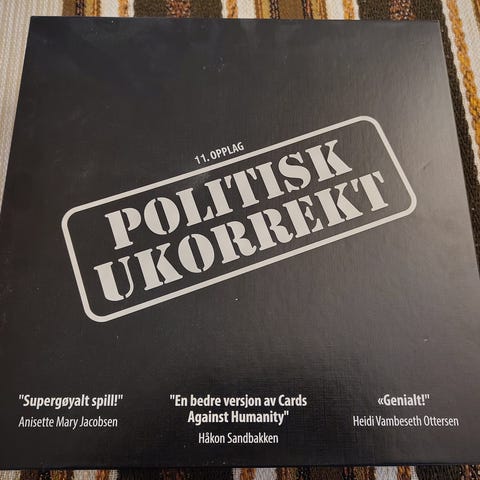 11. OPPLAG
POLITISK
UKORREKT
"Supergøyalt spill!"
Anisette Mary Jacobsen
"En bedre versjon av Cards
Against Humanity"
Håkon Sandbakken
«Genialt!"
Heidi Vambeseth Ottersen